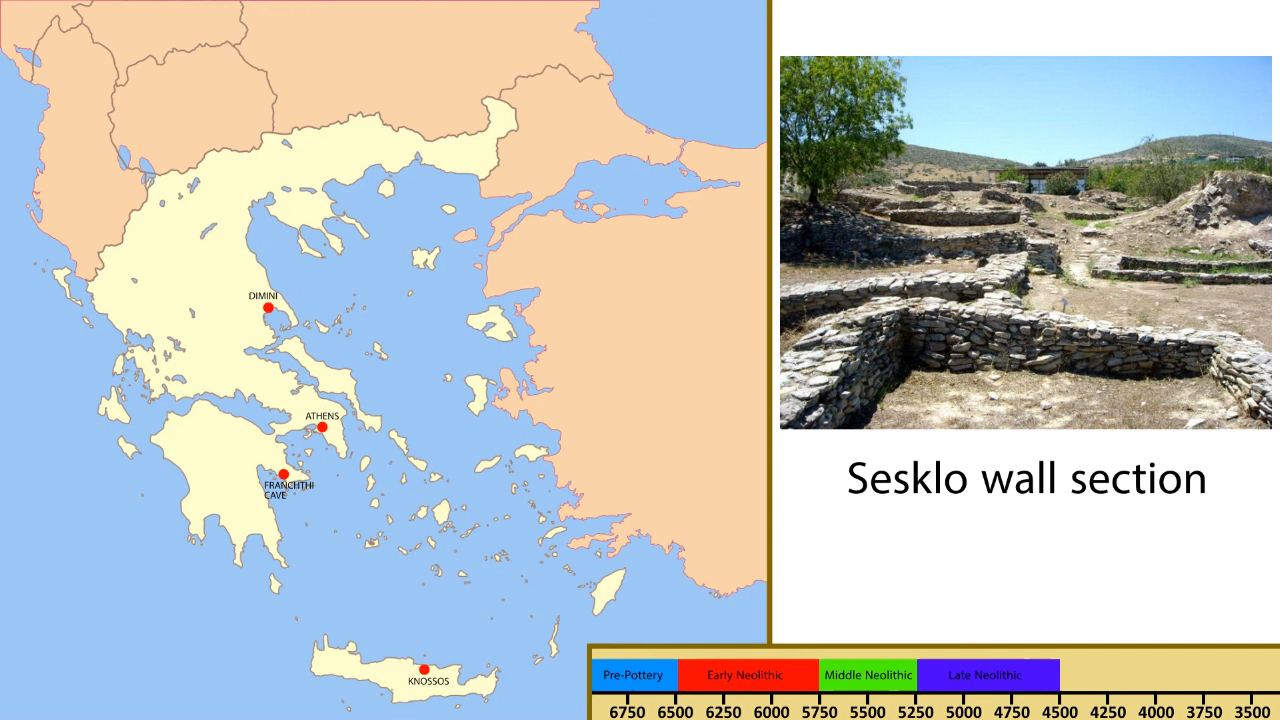 DIMINI
ATHENS
FRANCHTHI
CAVE
KNOSSOS
Sesklo wall section
Pre-Pottery
Early Neolithic
Middle Neolithic
Late Neolithic
6750 6500 6250 6000 5750 5500 5250 5000 4750 4500 4250 4000 3750 3500